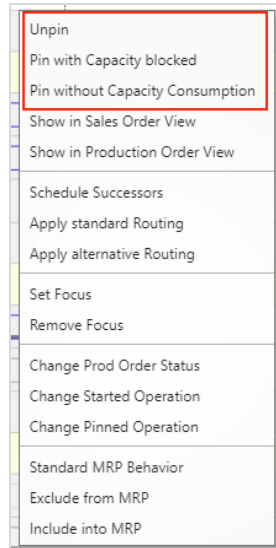 Unpin
Pin with Capacity blocked
Pin without Capacity Consumption
Show in Sales Order View
Show in Production Order View
Schedule Successors
Apply standard Routing
Apply alternative Routing
Set Focus
Remove Focus
Change Prod Order Status
Change Started Operation
Change Pinned Operation
Standard MRP Behavior
Exclude from MRP
Include into MRP